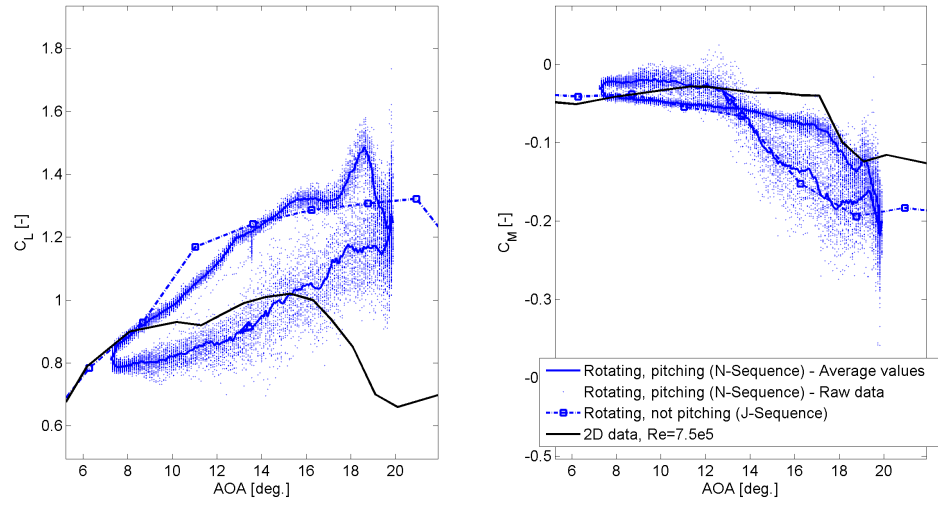 1.8
1.6
1.4
1.2
1
0.8
0.6
C_L [-]
6 8 10 12 14 16 18 20
AOA [deg.]
0
-0.1
-0.2
-0.3
-0
-0.5
C_M [-]
Rotating, pitching (N-Sequence) - Average values
Rotating, pitching (N-Sequence) - Raw data
Rotating, not pitching (J-Sequence)
2D data, Re=7.5e5
6 8 10 12 14 16 18 20
AOA [deg.]